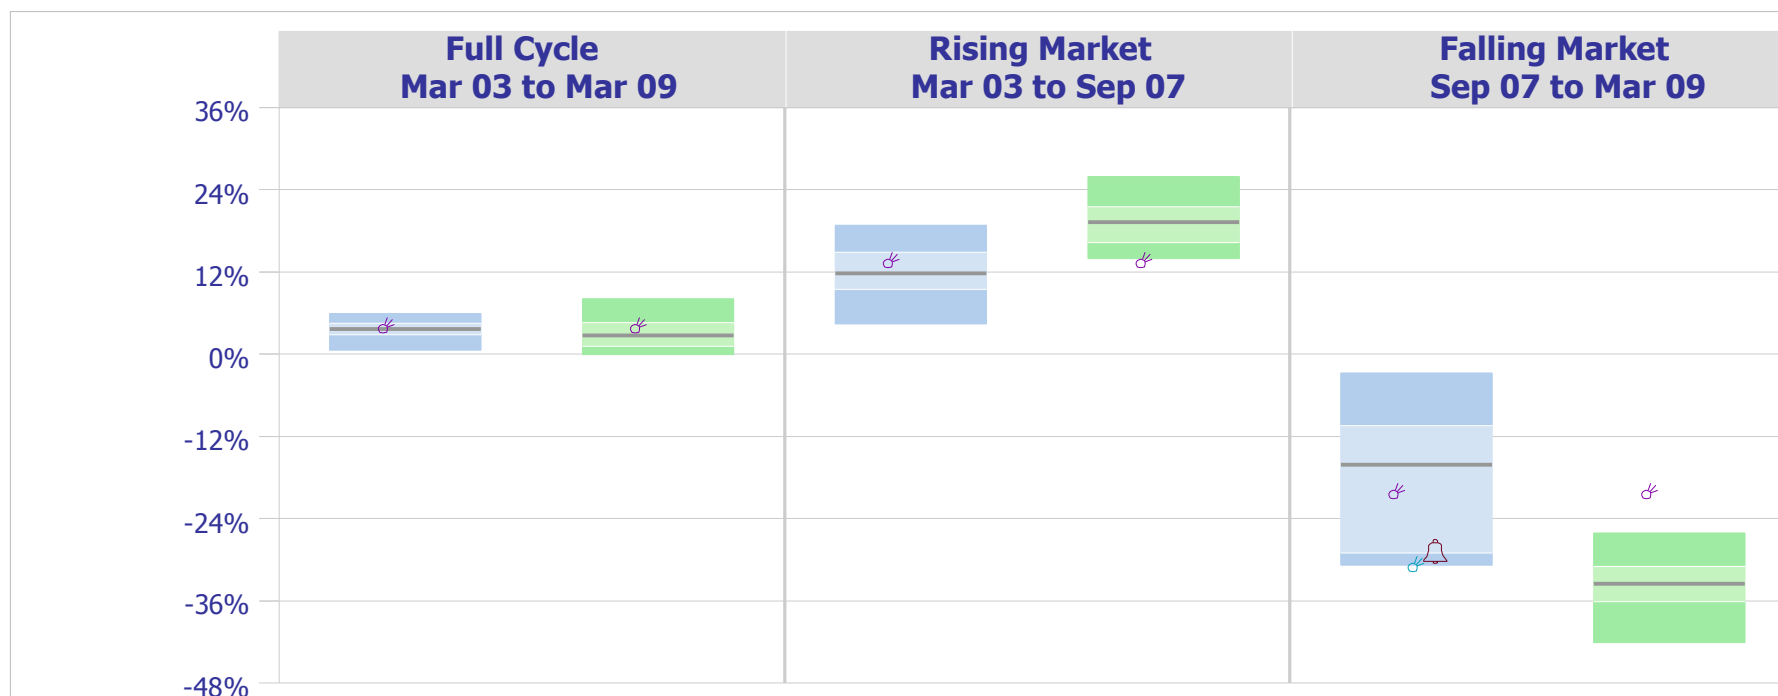 Full Cycle
Mar 03 to Mar 09
Rising Market
Mar 03 to Sep 07
Falling Market
Sep 07 to Mar 09
36%
24%
12%
0%
-12%
-24%
-36%
-48%